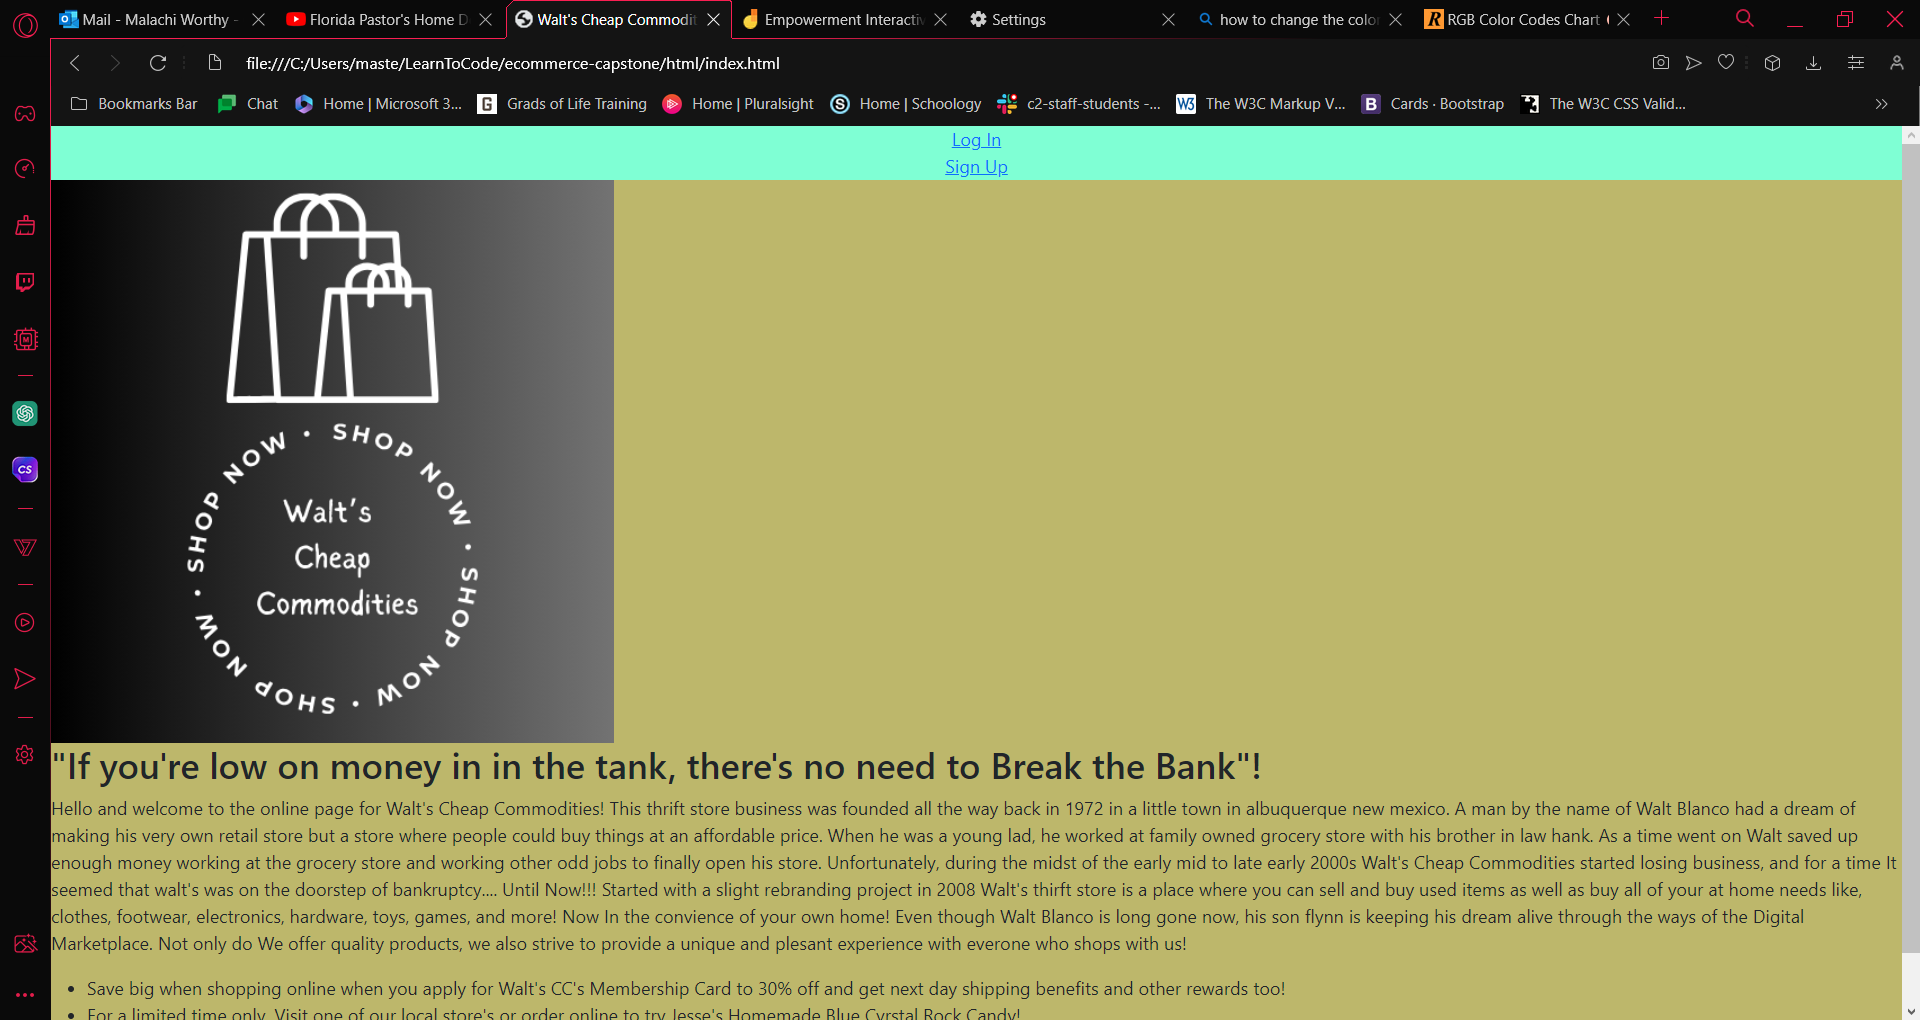 Mail - Malachi Worthy -
Florida Pastor's Home D
Walt's Cheap Commodit
Empowerment Interactiv
Settings
how to change the color
RGB Color Codes Chart
file:///C:/Users/maste/LearnToCode/ecommerce-capstone/html/index.html
Bookmarks Bar
Chat
Home | Microsoft 3...
Grads of Life Training
Home | Pluralsight
Home | Schoology
c2-staff-students -...
The W3C Markup V...
Cards · Bootstrap
The W3C CSS Valid...
Log In
Sign Up
SHOP NOW · SHOP NOW · SHOP NOW · SHOP NOW · SHOP NOW ·
Walt's
Cheap
Commodities
"If you're low on money in in the tank, there's no need to Break the Bank"!
Hello and welcome to the online page for Walt's Cheap Commodities! This thrift store business was founded all the way back in 1972 in a little town in albuquerque new mexico. A man by the name of Walt Blanco had a dream of
making his very own retail store but a store where people could buy things at an affordable price. When he was a young lad, he worked at family owned grocery store with his brother in law hank. As a time went on Walt saved up
enough money working at the grocery store and working other odd jobs to finally open his store. Unfortunately, during the midst of the early mid to late early 2000s Walt's Cheap Commodities started losing business, and for a time It
seemed that walt's was on the doorstep of bankruptcy.... Until Now!!! Started with a slight rebranding project in 2008 Walt's thirft store is a place where you can sell and buy used items as well as buy all of your at home needs like,
clothes, footwear, electronics, hardware, toys, games, and more! Now In the convience of your own home! Even though Walt Blanco is long gone now, his son flynn is keeping his dream alive through the ways of the Digital
Marketplace. Not only do We offer quality products, we also strive to provide a unique and plesant experience with everone who shops with us!
• Save big when shopping online when you apply for Walt's CC's Membership Card to 30% off and get next day shipping benefits and other rewards too!
• For a limited time only, Visit one of our local store's or order online to try Jesse's Homemade Blue Cyrstal Rock Candy!